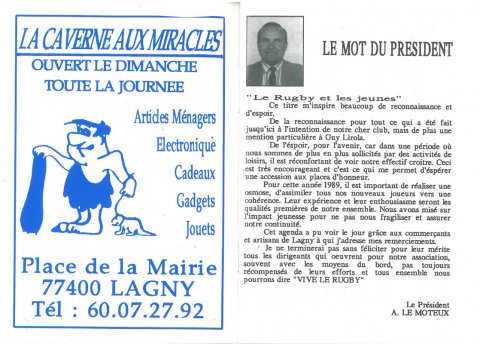 LA CAVERNE AUX MIRACLES
OUVERT LE DIMANCHE
TOUTE LA JOURNEE
Articles Ménagers
Electronique
Cadeaux
Gadgets
Jouets
Place de la Mairie
77400 LAGNY
Tél : 60.07.27.92
LE MOT DU PRESIDENT
"Le Rugby et les jeunes"
Ce titre m'inspire beaucoup de reconnaissance et
d'espoir.
De la reconnaissance pour tout ce qui a été fait
jusqu'ici à l'intention de notre cher club, mais de plus une
mention particulière à Guy Lirola.
De l'éspoir, pour l'avenir, car dans une période où
nous sommes de plus en plus sollicités par des activités de
loisirs, il est réconfortant de voir notre effectif croitre. Ceci
est très encourageant et c'est ce qui me permet d'éspérer
une accession aux places d'honneur.
Pour cette année 1989, il est important de réaliser une
osmose, d'assimiler tous nos nouveaux joueurs vers une
cohérence. Leur expérience et leur enthousiasme seront les
qualités premières de notre ensemble. Nous avons misé sur
l'impact jeunesse pour ne pas nous fragiliser et assurer
notre continuité.
Cet agenda a pu voir le jour grâce aux commerçants
et artisans de Lagny à qui j'adresse mes remerciements.
Je ne terminerai pas sans féliciter pour leur mérite
tous les dirigeants qui oeuvrent pour notre association,
souvent avec les moyens du bord, pas toujours
récompensés de leurs efforts et tous ensemble nous
pourrons dire "VIVE LE RUGBY"
Le Président
A. LE MOTEUX